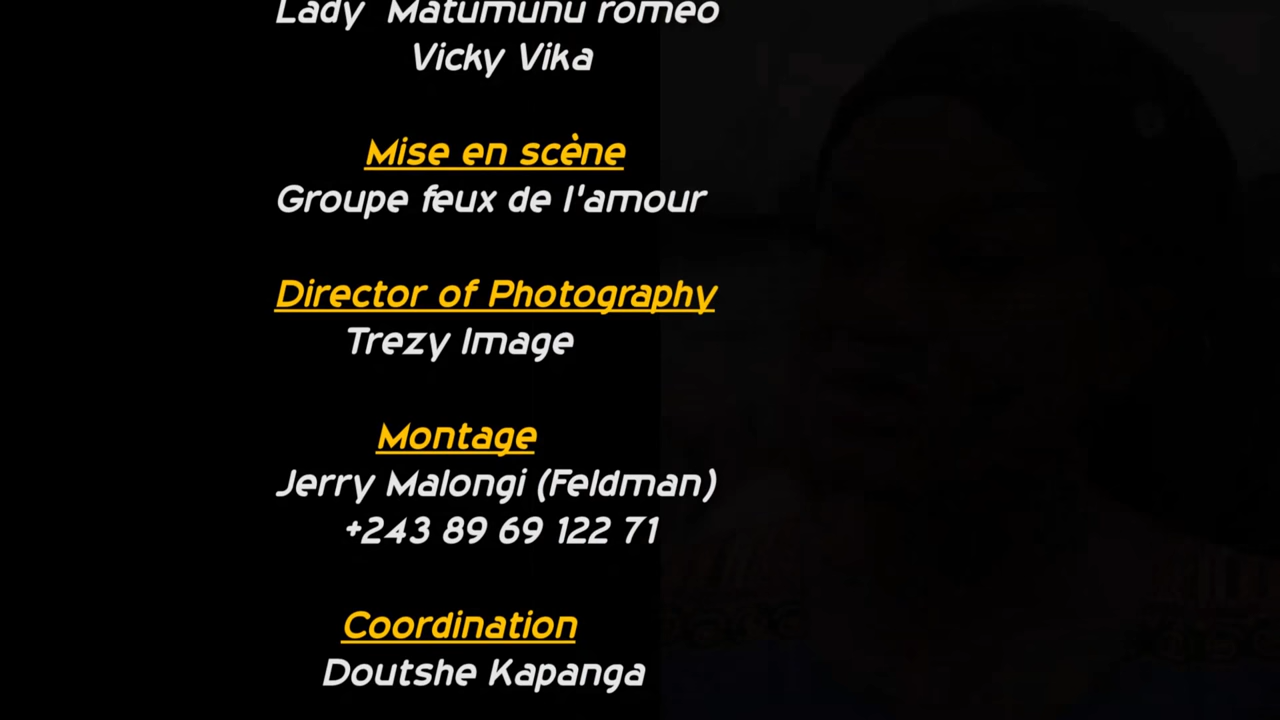 Lady Matumunu romeo
Vicky Vika
Mise en scène
Groupe feux de l'amour
Director of Photography
Trezy Image
Montage
Jerry Malongi (Feldman)
+243 89 69 122 71
Coordination
Doutshe Kapanga